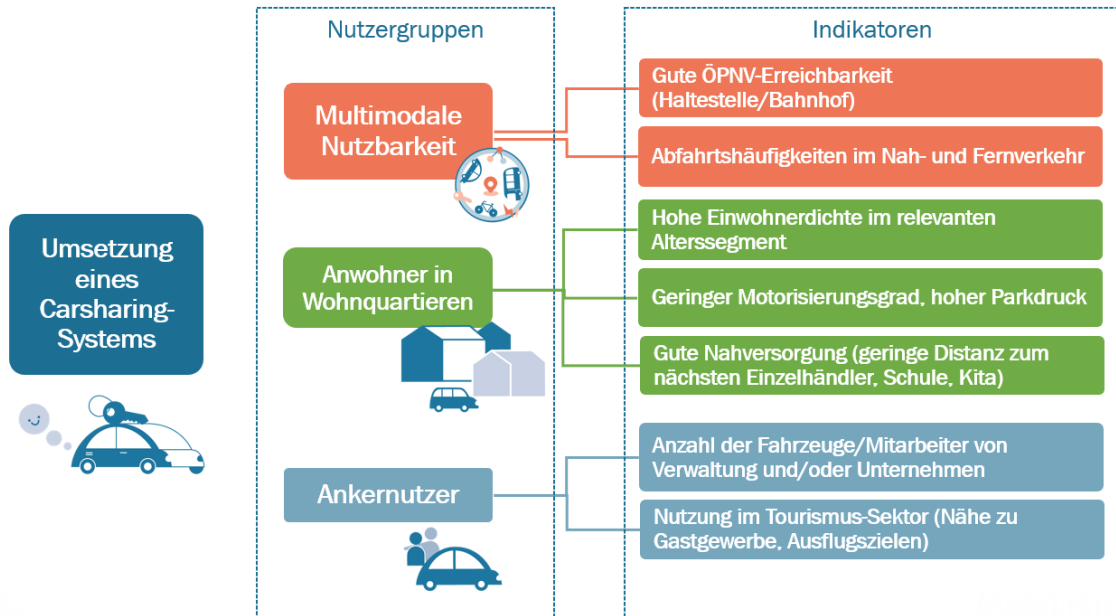 Nutzergruppen
Indikatoren
Umsetzung
eines
Carsharing-
Systems
Multimodale
Nutzbarkeit
Gute ÖPNV-Erreichbarkeit
(Haltestelle/Bahnhof)
Abfahrtshäufigkeiten im Nah- und Fernverkehr
Anwohner in
Wohnquartieren
Hohe Einwohnerdichte im relevanten
Alterssegment
Geringer Motorisierungsgrad, hoher Parkdruck
Gute Nahversorgung (geringe Distanz zum
nächsten Einzelhändler, Schule, Kita)
Ankernutzer
Anzahl der Fahrzeuge/Mitarbeiter von
Verwaltung und/oder Unternehmen
Nutzung im Tourismus-Sektor (Nähe zu
Gastgewerbe, Ausflugszielen)